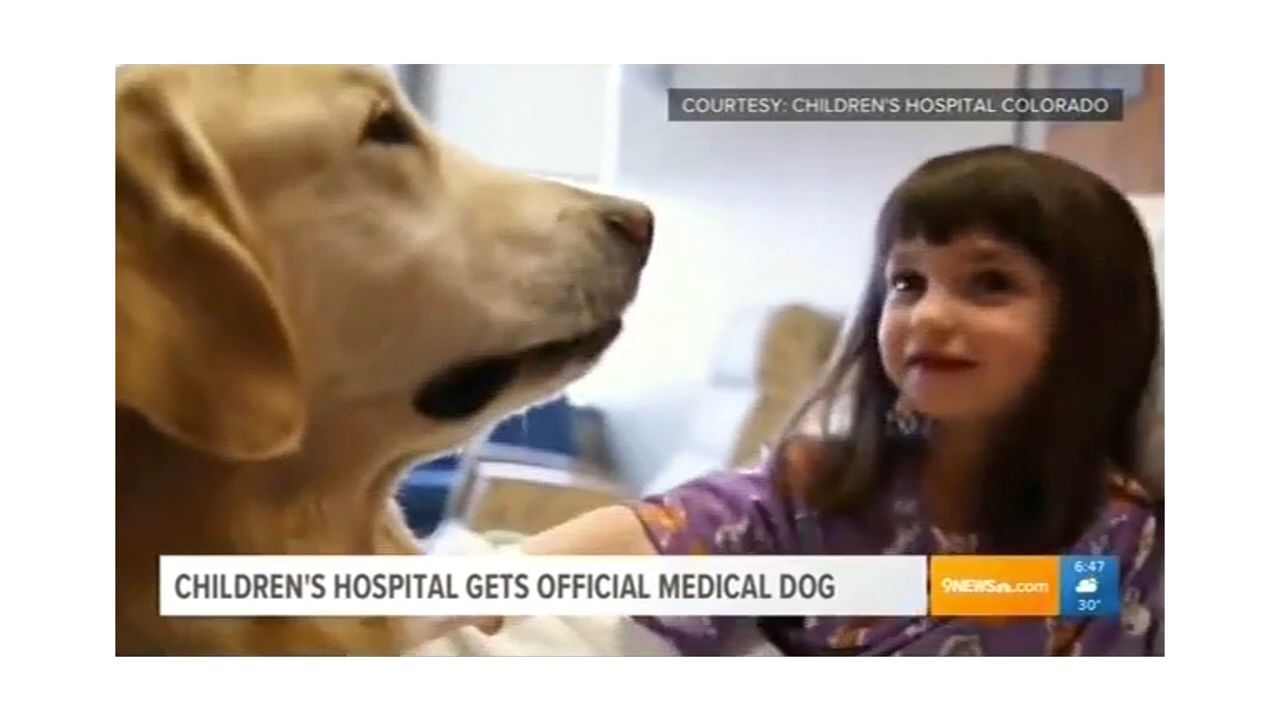 COURTESY: CHILDREN'S HOSPITAL COLORADO
CHILDREN'S HOSPITAL GETS OFFICIAL MEDICAL DOG
9NEWS.com
6:47
30°